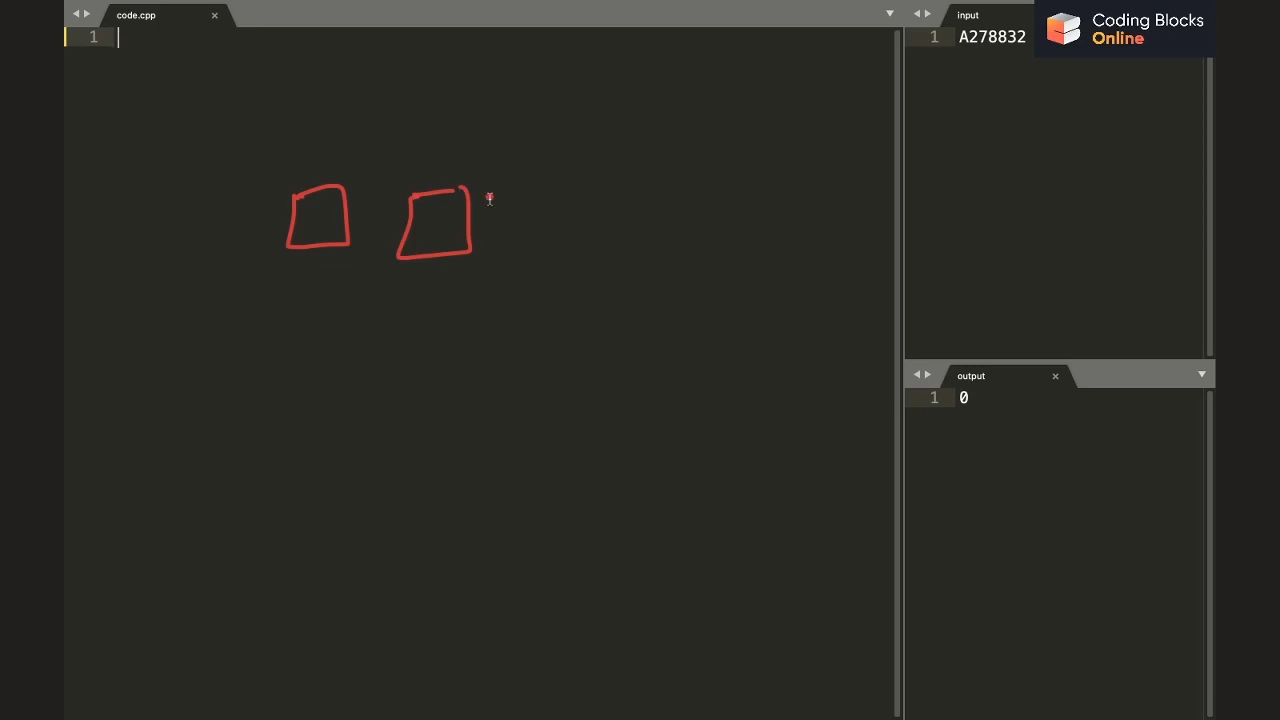 code.cpp
1
input
1 A278832
Coding Blocks
Online
output
1 0